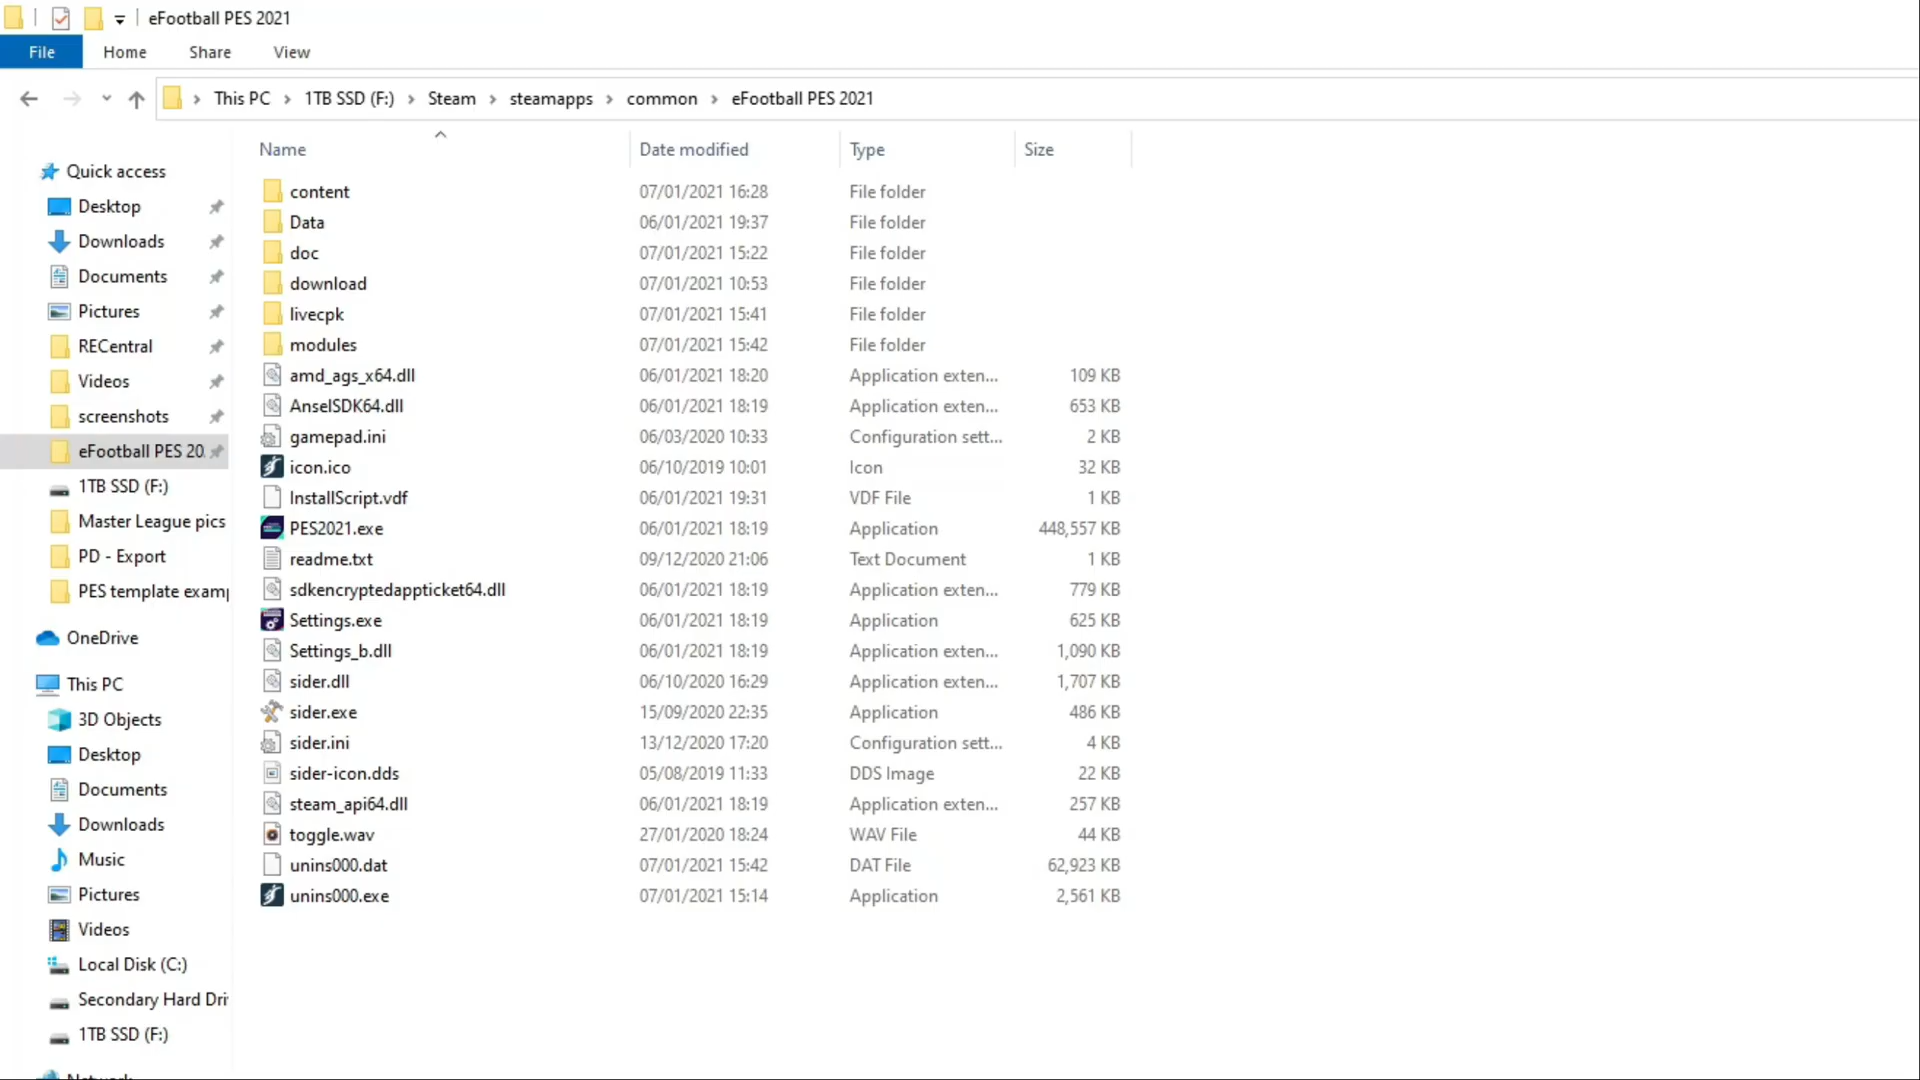 eFootball PES 2021
File Home Share View
This PC 1TB SSD (F:) Steam steamapps common eFootball PES 2021
Name Date modified Type Size
Quick access
Desktop
Downloads
Documents
Pictures
RECentral
Videos
screenshots
eFootball PES 20
1TB SSD (F:)
Master League pics
PD - Export
PES template examp
OneDrive
This PC
3D Objects
Desktop
Documents
Downloads
Music
Pictures
Videos
Local Disk (C:)
Secondary Hard Dri
1TB SSD (F:)
Network
content 07/01/2021 16:28 File folder
Data 06/01/2021 19:37 File folder
doc 07/01/2021 15:22 File folder
download 07/01/2021 10:53 File folder
livecpk 07/01/2021 15:41 File folder
modules 07/01/2021 15:42 File folder
amd_ags_x64.dll 06/01/2021 18:20 Application exten... 109 KB
AnselSDK64.dll 06/01/2021 18:19 Application exten... 653 KB
gamepad.ini 06/03/2020 10:33 Configuration sett... 2 KB
icon.ico 06/10/2019 10:01 Icon 32 KB
InstallScript.vdf 06/01/2021 19:31 VDF File 1 KB
PES2021.exe 06/01/2021 18:19 Application 448,557 KB
readme.txt 09/12/2020 21:06 Text Document 1 KB
sdkencryptedappticket64.dll 06/01/2021 18:19 Application exten... 779 KB
Settings.exe 06/01/2021 18:19 Application 625 KB
Settings_b.dll 06/01/2021 18:19 Application exten... 1,090 KB
sider.dll 06/10/2020 16:29 Application exten... 1,707 KB
sider.exe 15/09/2020 22:35 Application 486 KB
sider.ini 13/12/2020 17:20 Configuration sett... 4 KB
sider-icon.dds 05/08/2019 11:33 DDS Image 22 KB
steam_api64.dll 06/01/2021 18:19 Application exten... 257 KB
toggle.wav 27/01/2020 18:24 WAV File 44 KB
unins000.dat 07/01/2021 15:42 DAT File 62,923 KB
unins000.exe 07/01/2021 15:14 Application 2,561 KB